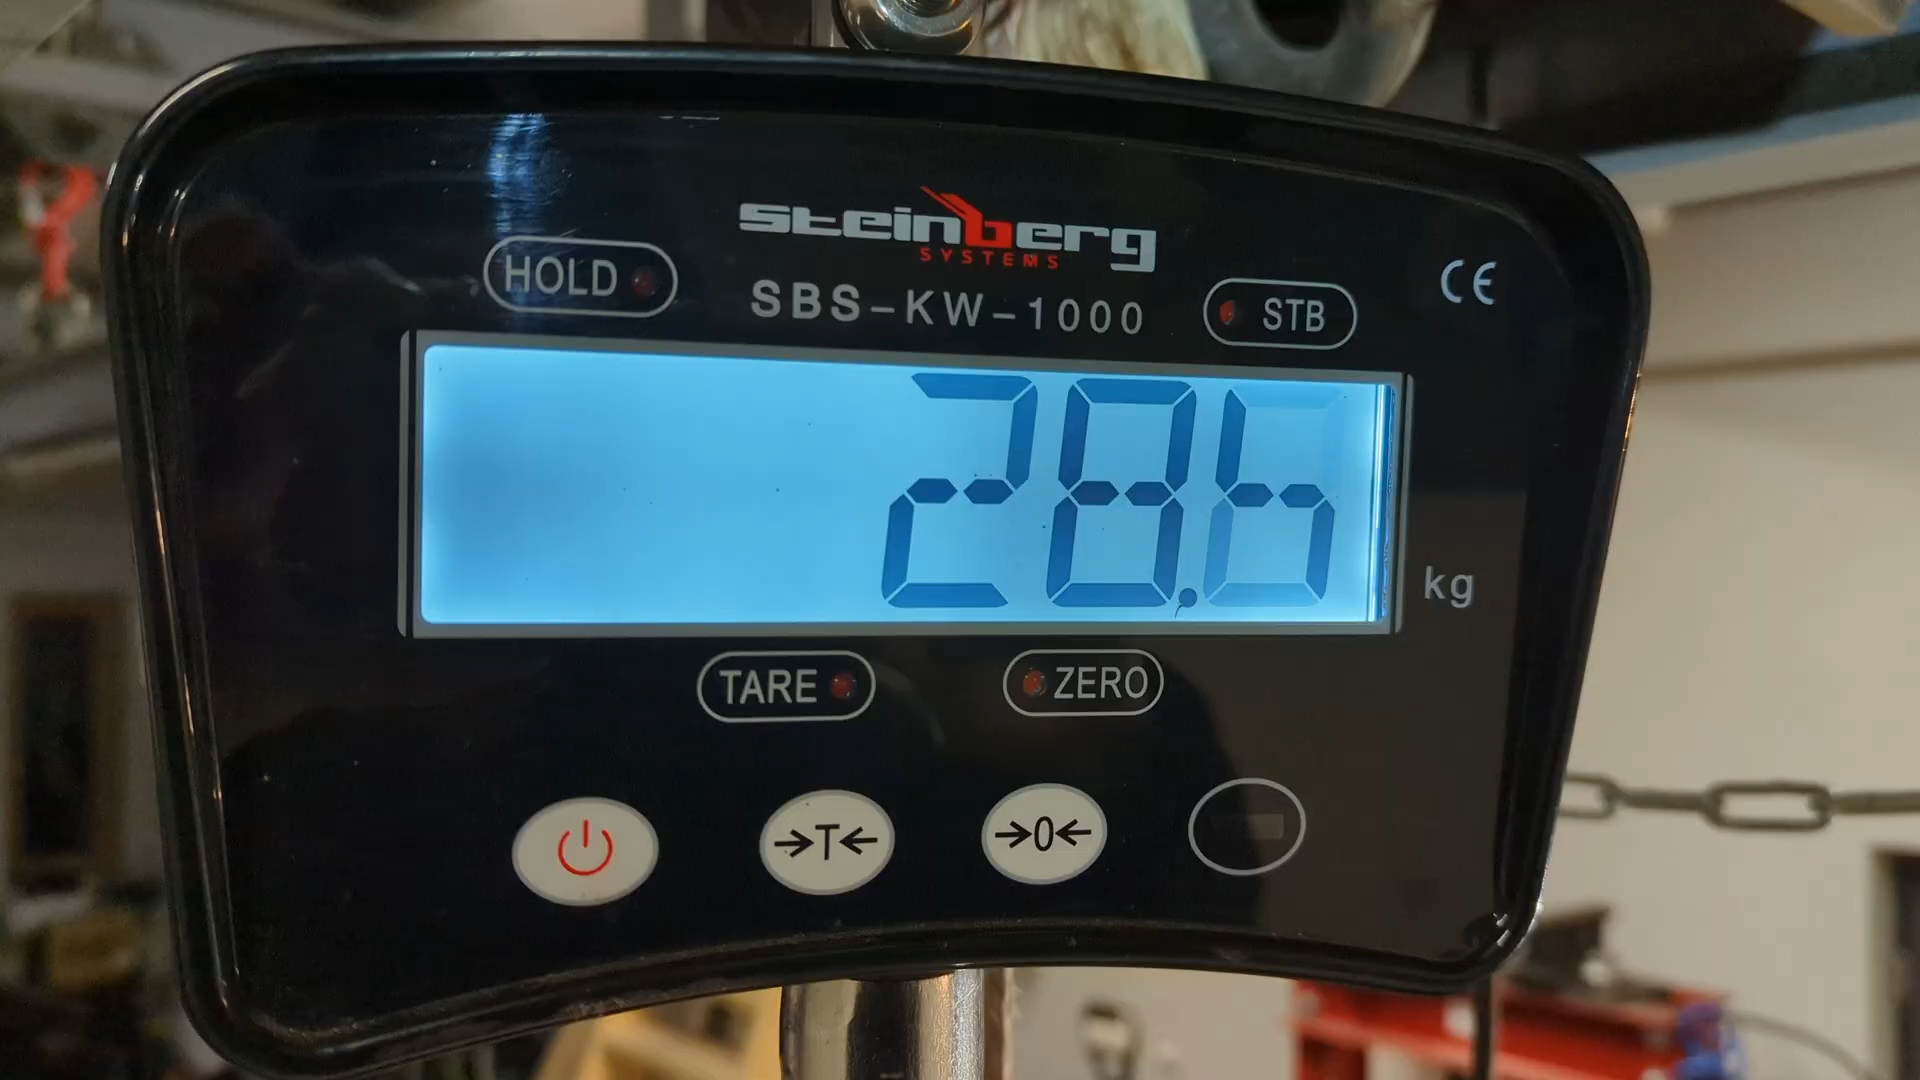 steinberg
SYSTEMS
CE
HOLD
SBS-KW-1000
STB
28.6
kg
TARE
ZERO
→T←
→0←